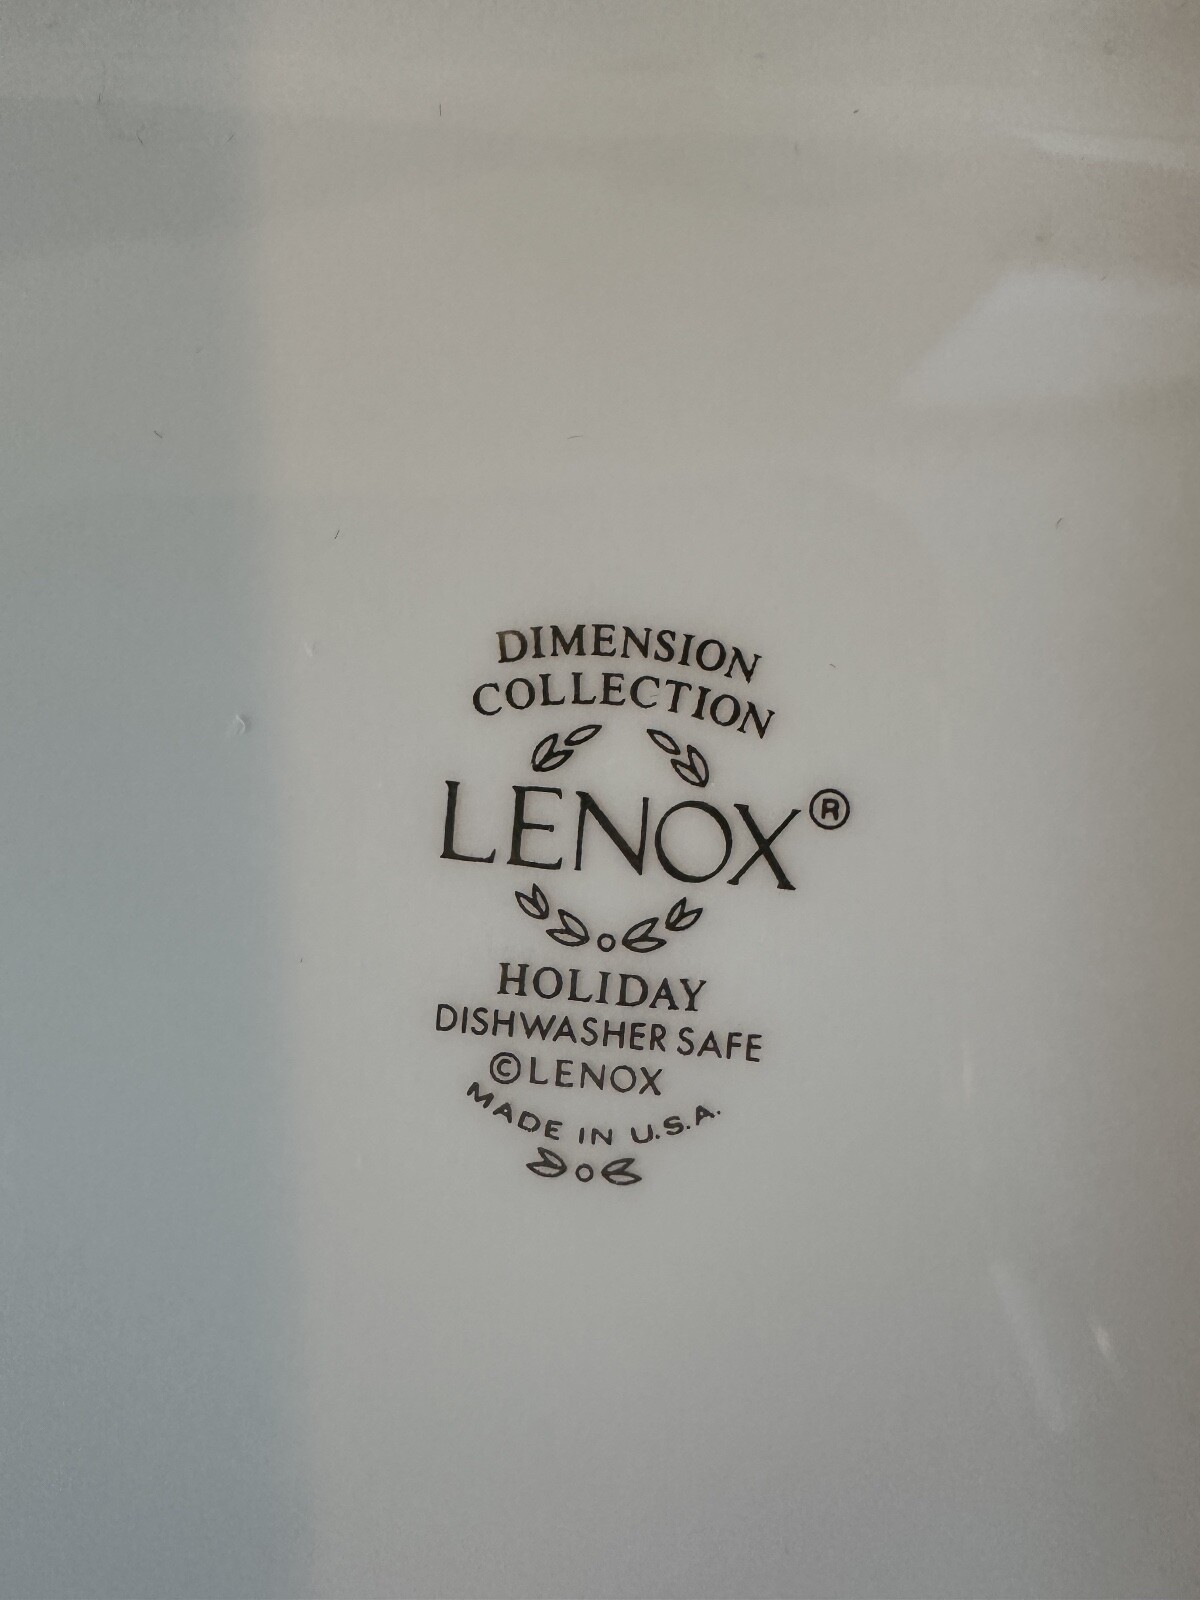 DIMENSION
COLLECTION
LENOX®
HOLIDAY
DISHWASHER SAFE
©LENOX
MADE IN U.S.A.